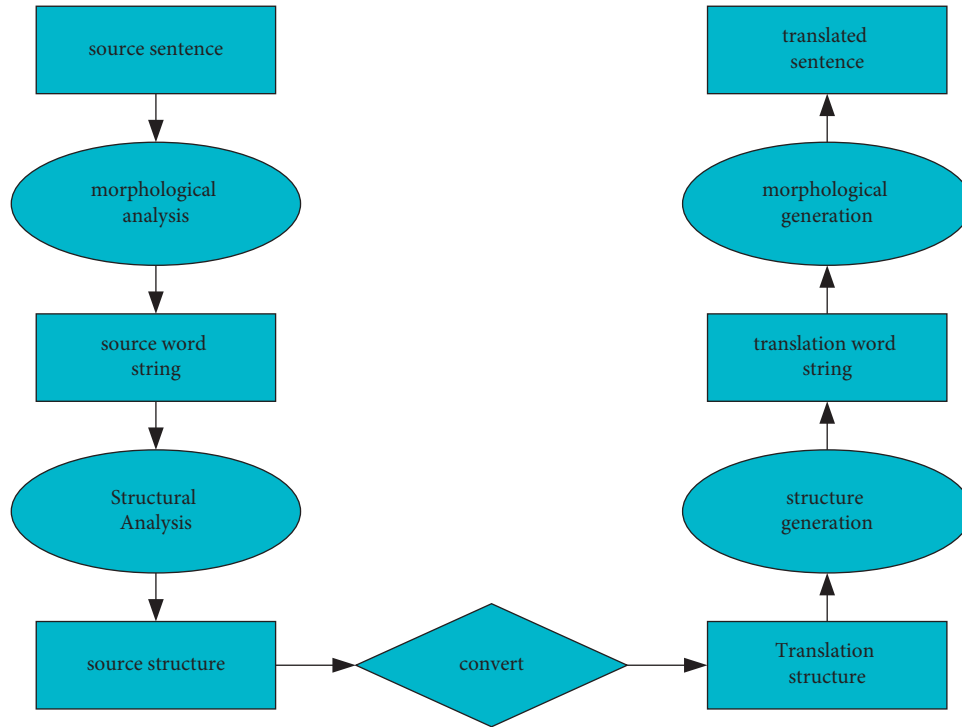 source sentence
morphological
analysis
source word
string
Structural
Analysis
source structure
convert
Translation
structure
structure
generation
translation word
string
morphological
generation
translated
sentence